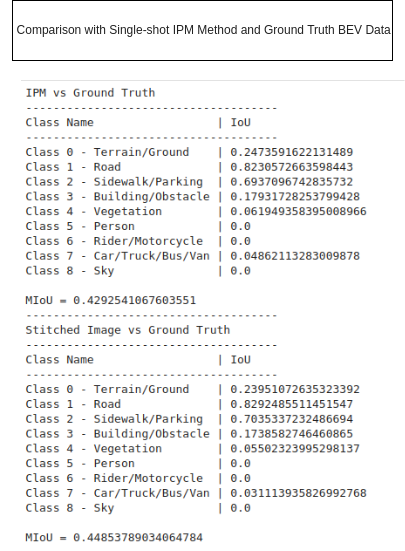 Comparison with Single-shot IPM Method and Ground Truth BEV Data
IPM vs Ground Truth
-------------------------------------
Class Name | IoU
-------------------------------------
Class 0 - Terrain/Ground | 0.2473591622131489
Class 1 - Road | 0.8230572663598443
Class 2 - Sidewalk/Parking | 0.6937096742835732
Class 3 - Building/Obstacle | 0.17931728253799428
Class 4 - Vegetation | 0.061949358395008966
Class 5 - Person | 0.0
Class 6 - Rider/Motorcycle | 0.0
Class 7 - Car/Truck/Bus/Van | 0.04862113283009878
Class 8 - Sky | 0.0
MIoU = 0.4292541067603551
-------------------------------------
Stitched Image vs Ground Truth
-------------------------------------
Class Name | IoU
-------------------------------------
Class 0 - Terrain/Ground | 0.23951072635323392
Class 1 - Road | 0.8292485511451547
Class 2 - Sidewalk/Parking | 0.7035337232486694
Class 3 - Building/Obstacle | 0.1738582746460865
Class 4 - Vegetation | 0.05502323995298137
Class 5 - Person | 0.0
Class 6 - Rider/Motorcycle | 0.0
Class 7 - Car/Truck/Bus/Van | 0.031113935826992768
Class 8 - Sky | 0.0
MIoU = 0.44853789034064784